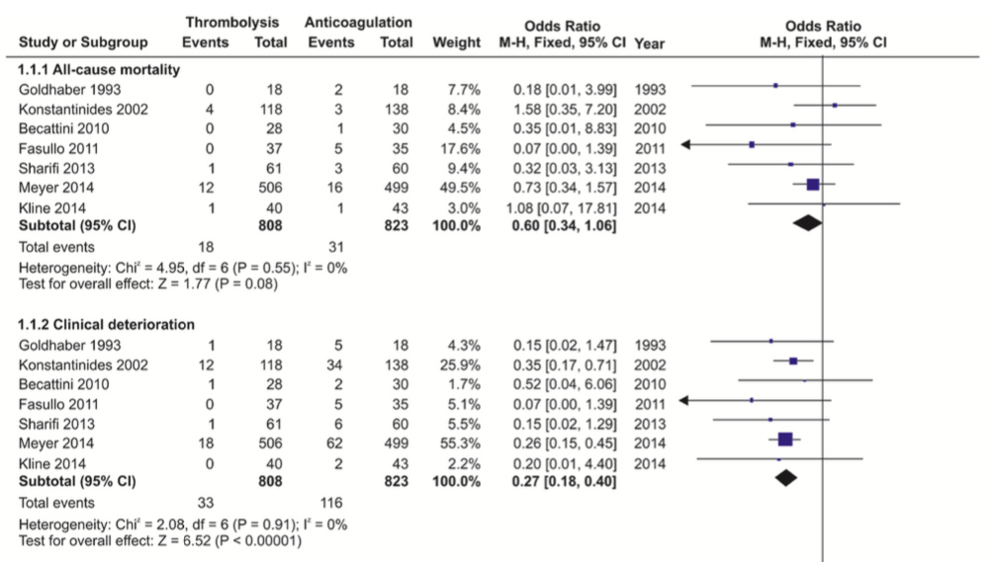 Thrombolysis Anticoagulation Odds Ratio Odds Ratio
Study or Subgroup Events Total Events Total Weight M-H, Fixed, 95% CI Year M-H, Fixed, 95% CI
1.1.1 All-cause mortality
Goldhaber 1993 0 18 2 18 7.7% 0.18 [0.01, 3.99] 1993
Konstantinides 2002 4 118 3 138 8.4% 1.58 [0.35, 7.20] 2002
Becattini 2010 0 28 1 30 4.5% 0.35 [0.01, 8.83] 2010
Fasullo 2011 0 37 5 35 17.6% 0.07 [0.00, 1.39] 2011
Sharifi 2013 1 61 3 60 9.4% 0.32 [0.03, 3.13] 2013
Meyer 2014 12 506 16 499 49.5% 0.73 [0.34, 1.57] 2014
Kline 2014 1 40 1 43 3.0% 1.08 [0.07, 17.81] 2014
Subtotal (95% CI) 808 823 100.0% 0.60 [0.34, 1.06]
Total events 18 31
Heterogeneity: Chi² = 4.95, df = 6 (P = 0.55); I² = 0%
Test for overall effect: Z = 1.77 (P = 0.08)
1.1.2 Clinical deterioration
Goldhaber 1993 1 18 5 18 4.3% 0.15 [0.02, 1.47] 1993
Konstantinides 2002 12 118 34 138 25.9% 0.35 [0.17, 0.71] 2002
Becattini 2010 1 28 2 30 1.7% 0.52 [0.04, 6.06] 2010
Fasullo 2011 0 37 5 35 5.1% 0.07 [0.00, 1.39] 2011
Sharifi 2013 1 61 6 60 5.5% 0.15 [0.02, 1.29] 2013
Meyer 2014 18 506 62 499 55.3% 0.26 [0.15, 0.45] 2014
Kline 2014 0 40 2 43 2.2% 0.20 [0.01, 4.40] 2014
Subtotal (95% CI) 808 823 100.0% 0.27 [0.18, 0.40]
Total events 33 116
Heterogeneity: Chi² = 2.08, df = 6 (P = 0.91); I² = 0%
Test for overall effect: Z = 6.52 (P < 0.00001)